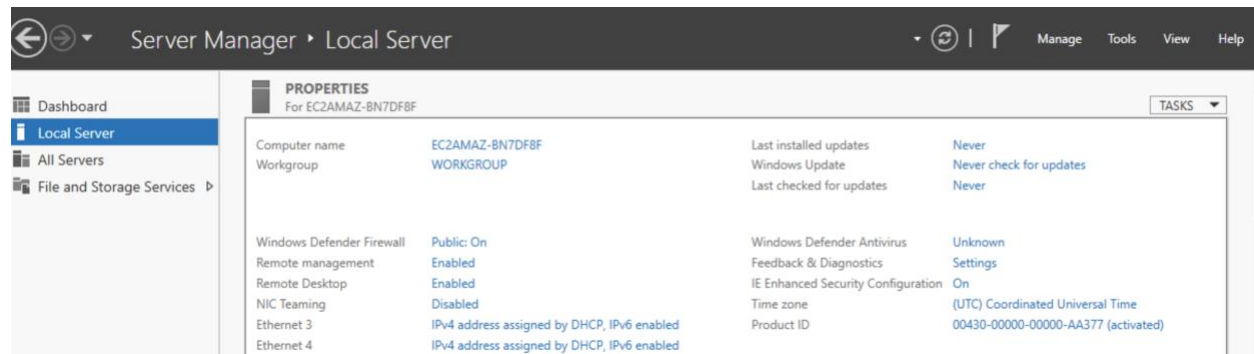 Server Manager ‣ Local Server
Manage Tools View Help
Dashboard
Local Server
All Servers
File and Storage Services
PROPERTIES
For EC2AMAZ-BN7DF8F
TASKS
Computer name EC2AMAZ-BN7DF8F Last installed updates Never
Workgroup WORKGROUP Windows Update Never check for updates
Last checked for updates Never
Windows Defender Firewall Public: On Windows Defender Antivirus Unknown
Remote management Enabled Feedback & Diagnostics Settings
Remote Desktop Enabled IE Enhanced Security Configuration On
NIC Teaming Disabled Time zone (UTC) Coordinated Universal Time
Ethernet 3 IPv4 address assigned by DHCP, IPv6 enabled Product ID 00430-00000-00000-AA377 (activated)
Ethernet 4 IPv4 address assigned by DHCP, IPv6 enabled